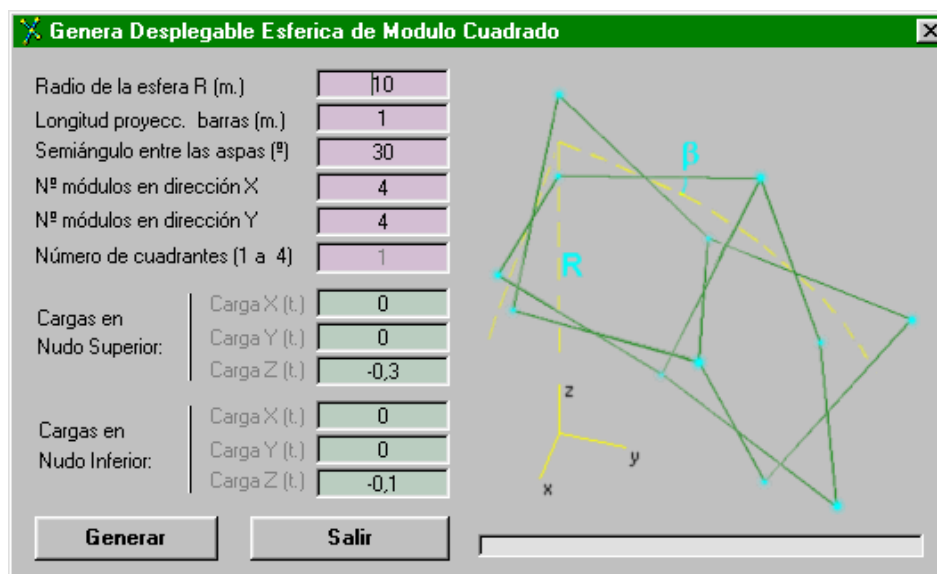 Genera Desplegable Esferica de Modulo Cuadrado
Radio de la esfera R (m.) 10
Longitud proyecc. barras (m.) 1
Semiángulo entre las aspas (º) 30
Nº módulos en dirección X 4
Nº módulos en dirección Y 4
Número de cuadrantes (1 a 4) 1
Cargas en
Nudo Superior:
Carga X (t.) 0
Carga Y (t.) 0
Carga Z (t.) -0,3
Cargas en
Nudo Inferior:
Carga X (t.) 0
Carga Y (t.) 0
Carga Z (t.) -0,1
Generar
Salir
β
R
z
y
x